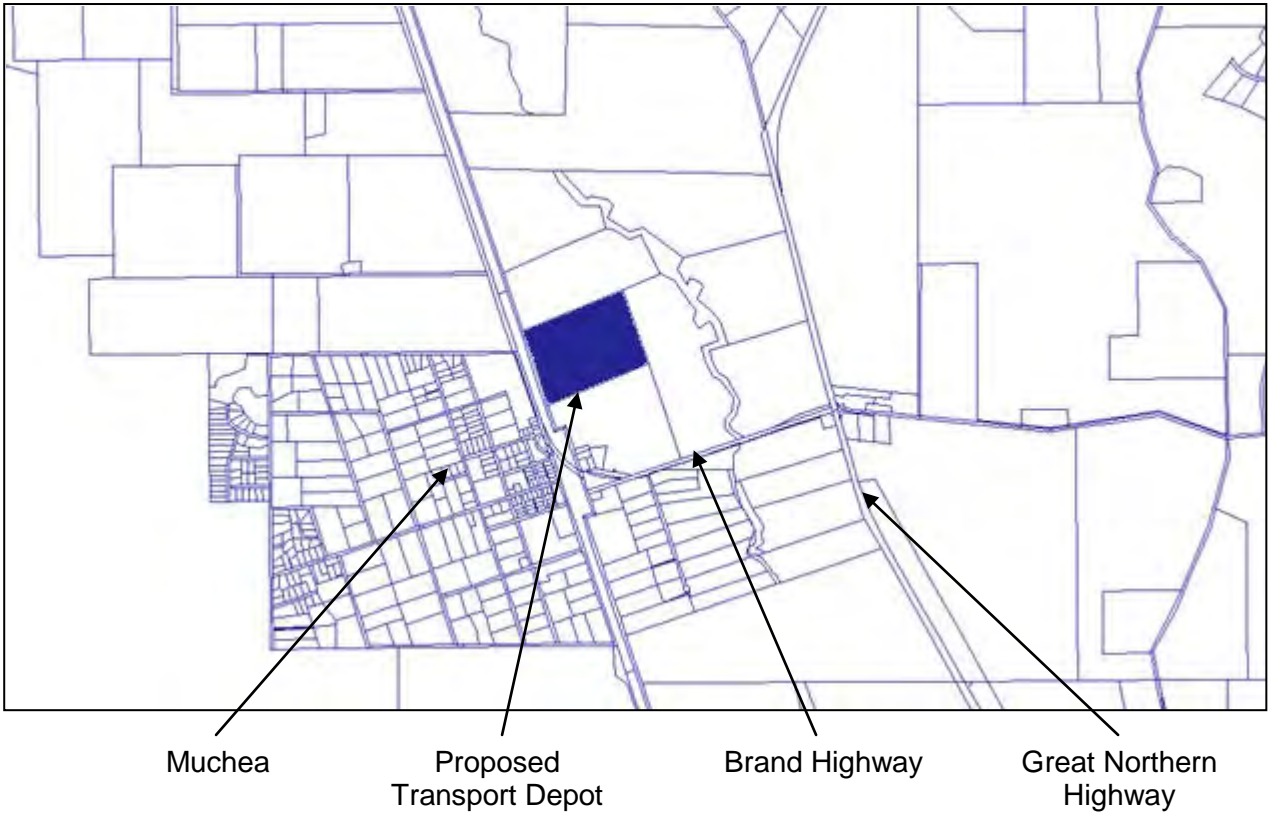 Muchea
Proposed
Transport Depot
Brand Highway
Great Northern
Highway